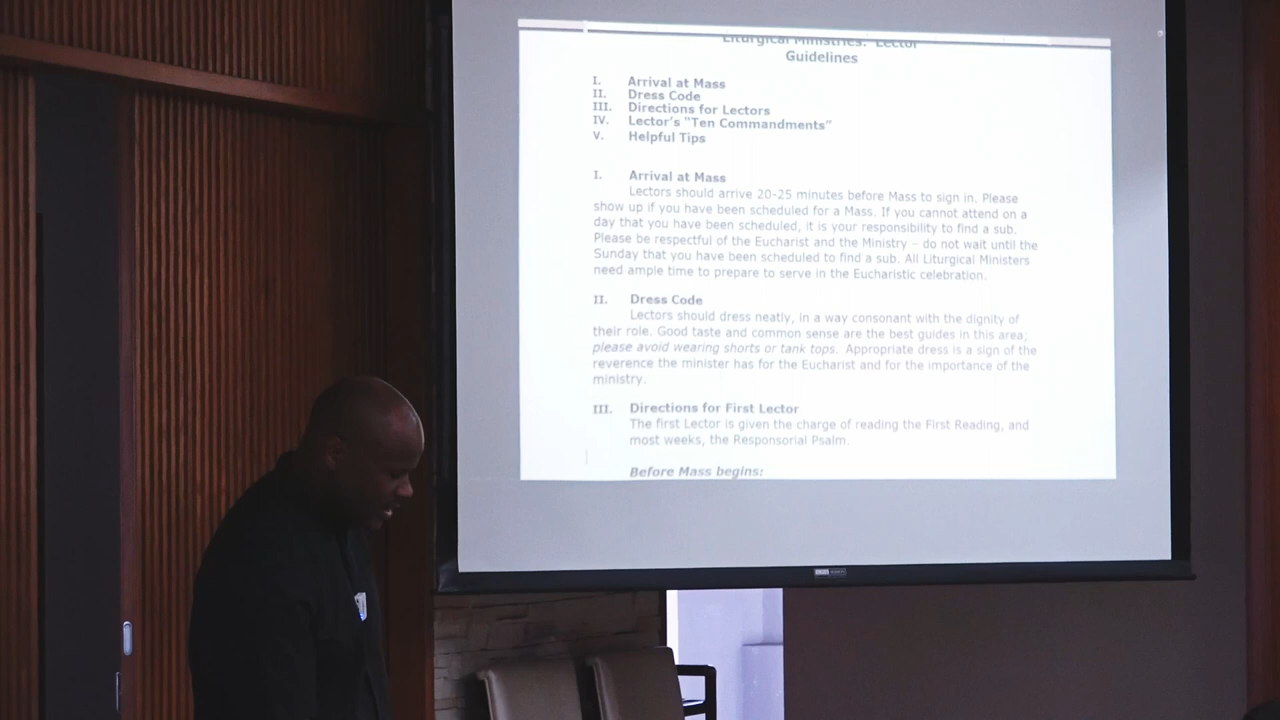 Liturgical Ministries: Lector
Guidelines
I. Arrival at Mass
II. Dress Code
III. Directions for Lectors
IV. Lector's "Ten Commandments"
V. Helpful Tips
I. Arrival at Mass
Lectors should arrive 20-25 minutes before Mass to sign in. Please
show up if you have been scheduled for a Mass. If you cannot attend on a
day that you have been scheduled, it is your responsibility to find a sub.
Please be respectful of the Eucharist and the Ministry – do not wait until the
Sunday that you have been scheduled to find a sub. All Liturgical Ministers
need ample time to prepare to serve in the Eucharistic celebration.
II. Dress Code
Lectors should dress neatly, in a way consonant with the dignity of
their role. Good taste and common sense are the best guides in this area;
please avoid wearing shorts or tank tops. Appropriate dress is a sign of the
reverence the minister has for the Eucharist and for the importance of the
ministry.
III. Directions for First Lector
The first Lector is given the charge of reading the First Reading, and
most weeks, the Responsorial Psalm.
Before Mass begins: